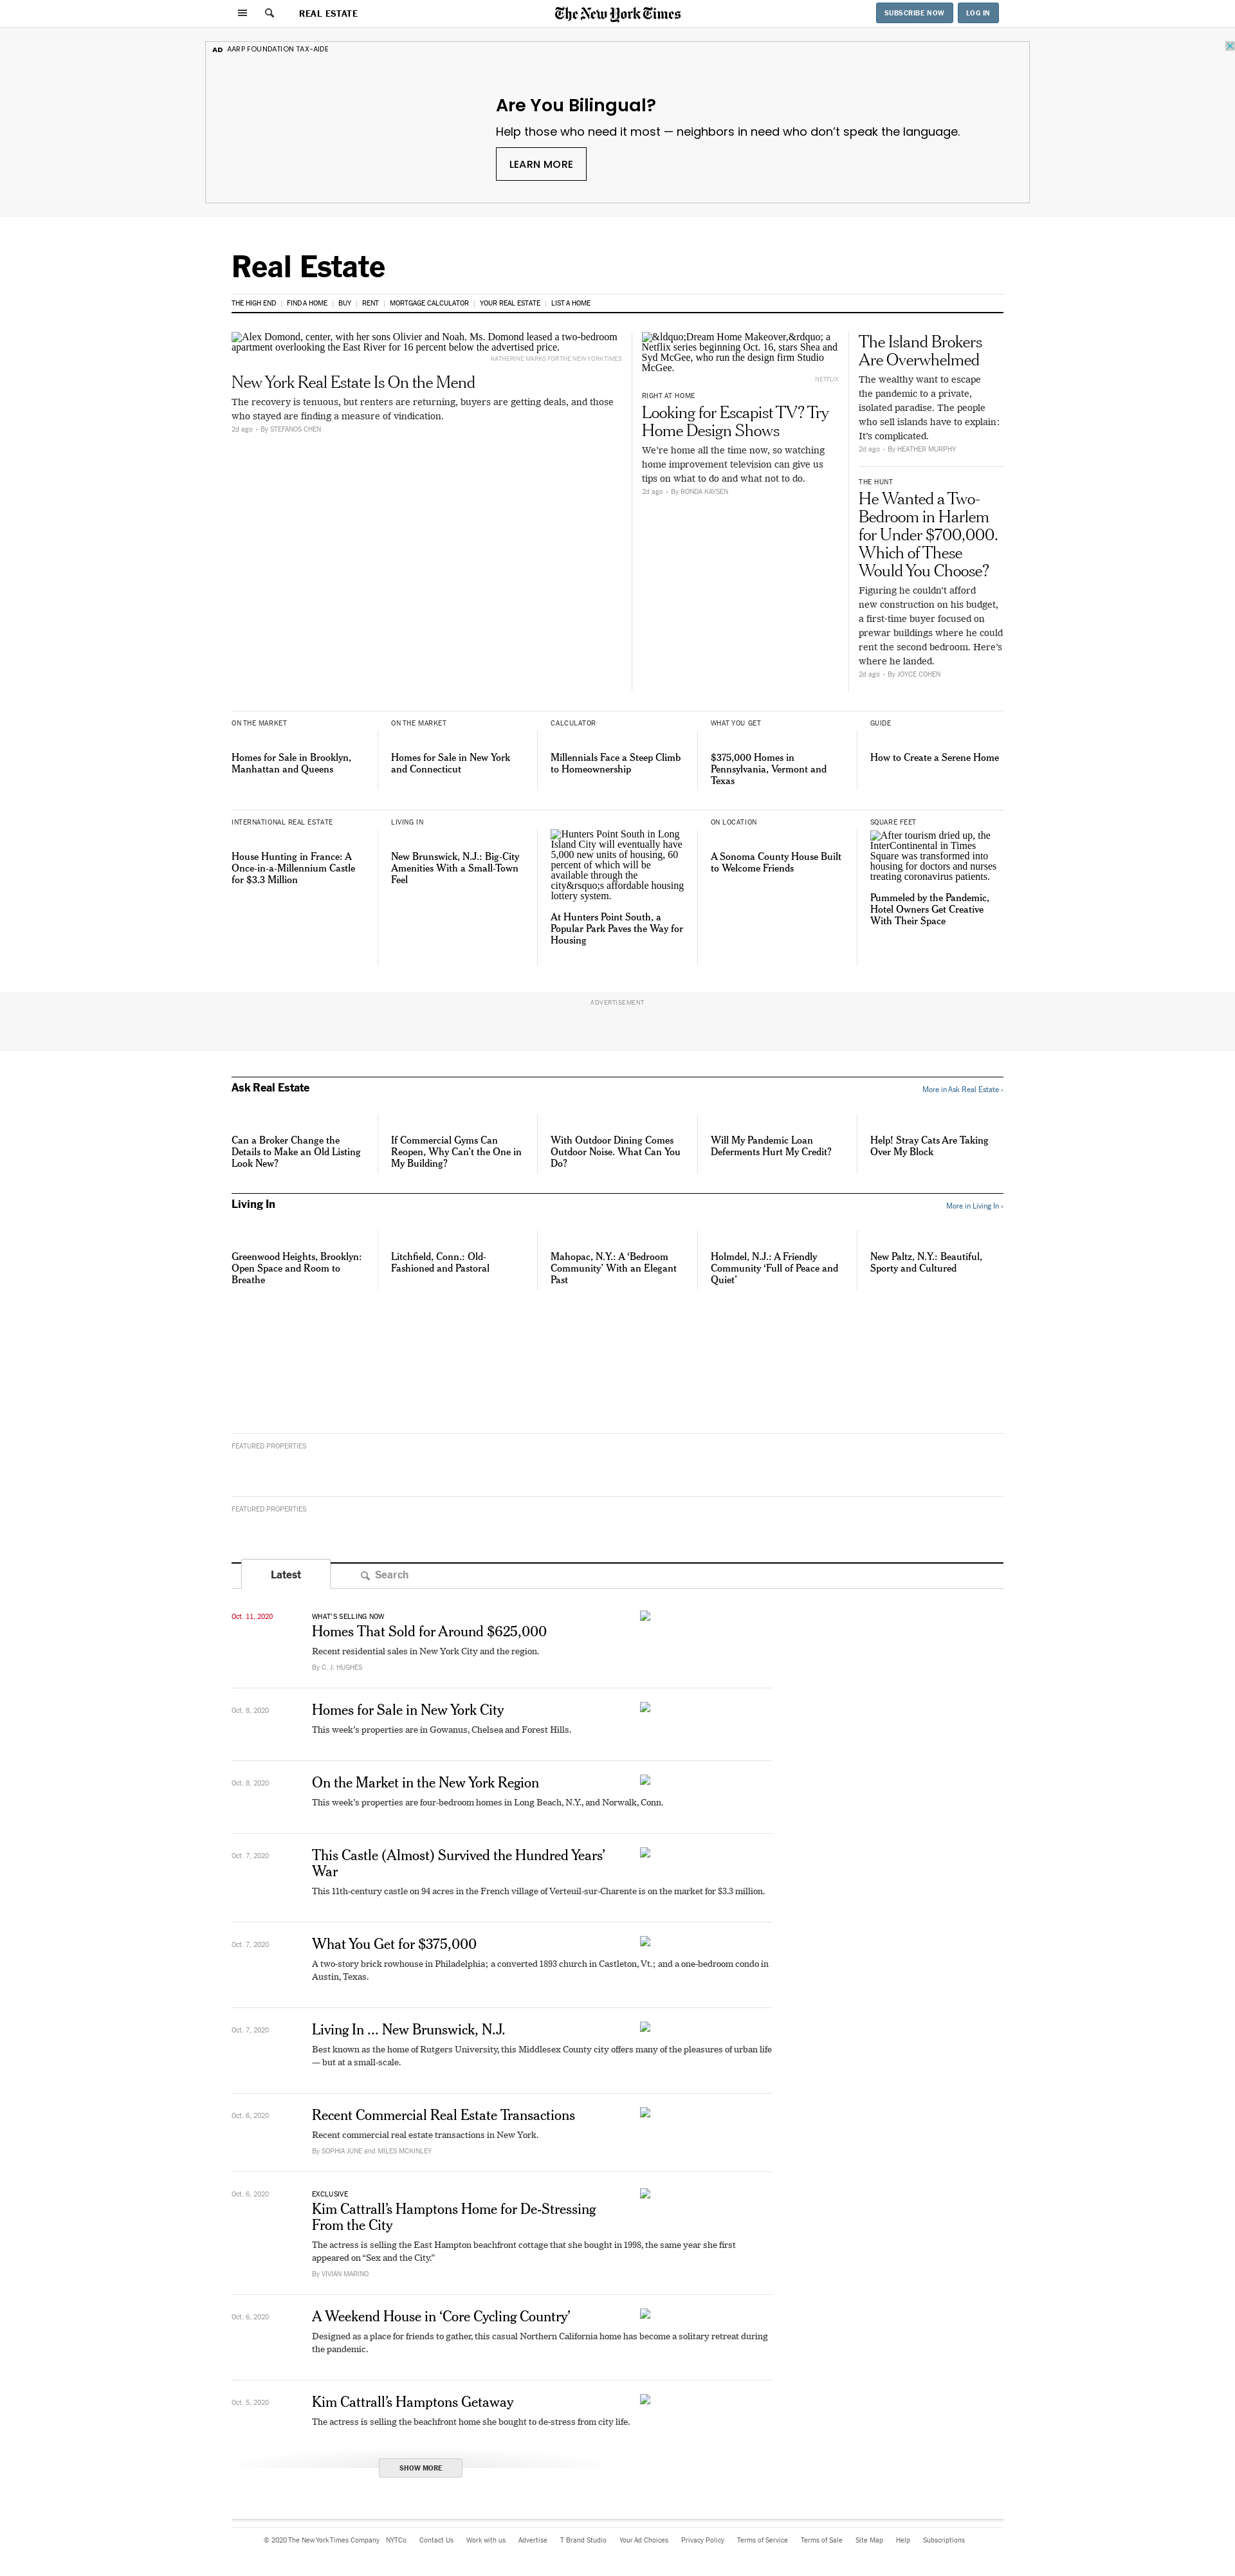 REAL ESTATE
The New York Times
SUBSCRIBE NOW
LOG IN
AD AARP FOUNDATION TAX-AIDE
Are You Bilingual?
Help those who need it most — neighbors in need who don’t speak the language.
LEARN MORE
Real Estate
THE HIGH END | FIND A HOME | BUY | RENT | MORTGAGE CALCULATOR | YOUR REAL ESTATE | LIST A HOME
Alex Domond, center, with her sons Olivier and Noah. Ms. Domond leased a two-bedroom
apartment overlooking the East River for 16 percent below the advertised price.
KATHERINE MARKS FOR THE NEW YORK TIMES
New York Real Estate Is On the Mend
The recovery is tenuous, but renters are returning, buyers are getting deals, and those
who stayed are finding a measure of vindication.
2d ago • By STEFANOS CHEN
&ldquo;Dream Home Makeover,&rdquo; a
Netflix series beginning Oct. 16, stars Shea and
Syd McGee, who run the design firm Studio
McGee.
NETFLIX
RIGHT AT HOME
Looking for Escapist TV? Try
Home Design Shows
We’re home all the time now, so watching
home improvement television can give us
tips on what to do and what not to do.
2d ago • By RONDA KAYSEN
The Island Brokers
Are Overwhelmed
The wealthy want to escape
the pandemic to a private,
isolated paradise. The people
who sell islands have to explain:
It’s complicated.
2d ago • By HEATHER MURPHY
THE HUNT
He Wanted a Two-
Bedroom in Harlem
for Under $700,000.
Which of These
Would You Choose?
Figuring he couldn’t afford
new construction on his budget,
a first-time buyer focused on
prewar buildings where he could
rent the second bedroom. Here’s
where he landed.
2d ago • By JOYCE COHEN
ON THE MARKET
Homes for Sale in Brooklyn,
Manhattan and Queens
ON THE MARKET
Homes for Sale in New York
and Connecticut
CALCULATOR
Millennials Face a Steep Climb
to Homeownership
WHAT YOU GET
$375,000 Homes in
Pennsylvania, Vermont and
Texas
GUIDE
How to Create a Serene Home
INTERNATIONAL REAL ESTATE
House Hunting in France: A
Once-in-a-Millennium Castle
for $3.3 Million
LIVING IN
New Brunswick, N.J.: Big-City
Amenities With a Small-Town
Feel
Hunters Point South in Long
Island City will eventually have
5,000 new units of housing, 60
percent of which will be
available through the
city&rsquo;s affordable housing
lottery system.
At Hunters Point South, a
Popular Park Paves the Way for
Housing
ON LOCATION
A Sonoma County House Built
to Welcome Friends
SQUARE FEET
After tourism dried up, the
InterContinental in Times
Square was transformed into
housing for doctors and nurses
treating coronavirus patients.
Pummeled by the Pandemic,
Hotel Owners Get Creative
With Their Space
ADVERTISEMENT
Ask Real Estate
More in Ask Real Estate ›
Can a Broker Change the
Details to Make an Old Listing
Look New?
If Commercial Gyms Can
Reopen, Why Can’t the One in
My Building?
With Outdoor Dining Comes
Outdoor Noise. What Can You
Do?
Will My Pandemic Loan
Deferments Hurt My Credit?
Help! Stray Cats Are Taking
Over My Block
Living In
More in Living In ›
Greenwood Heights, Brooklyn:
Open Space and Room to
Breathe
Litchfield, Conn.: Old-
Fashioned and Pastoral
Mahopac, N.Y.: A ‘Bedroom
Community’ With an Elegant
Past
Holmdel, N.J.: A Friendly
Community ‘Full of Peace and
Quiet’
New Paltz, N.Y.: Beautiful,
Sporty and Cultured
FEATURED PROPERTIES
FEATURED PROPERTIES
Latest
Search
Oct. 11, 2020
WHAT’S SELLING NOW
Homes That Sold for Around $625,000
Recent residential sales in New York City and the region.
By C. J. HUGHES
Oct. 8, 2020
Homes for Sale in New York City
This week’s properties are in Gowanus, Chelsea and Forest Hills.
Oct. 8, 2020
On the Market in the New York Region
This week’s properties are four-bedroom homes in Long Beach, N.Y., and Norwalk, Conn.
Oct. 7, 2020
This Castle (Almost) Survived the Hundred Years’
War
This 11th-century castle on 94 acres in the French village of Verteuil-sur-Charente is on the market for $3.3 million.
Oct. 7, 2020
What You Get for $375,000
A two-story brick rowhouse in Philadelphia; a converted 1893 church in Castleton, Vt.; and a one-bedroom condo in
Austin, Texas.
Oct. 7, 2020
Living In ... New Brunswick, N.J.
Best known as the home of Rutgers University, this Middlesex County city offers many of the pleasures of urban life
— but at a small-scale.
Oct. 6, 2020
Recent Commercial Real Estate Transactions
Recent commercial real estate transactions in New York.
By SOPHIA JUNE and MILES MCKINLEY
Oct. 6, 2020
EXCLUSIVE
Kim Cattrall’s Hamptons Home for De-Stressing
From the City
The actress is selling the East Hampton beachfront cottage that she bought in 1998, the same year she first
appeared on “Sex and the City.”
By VIVIAN MARINO
Oct. 6, 2020
A Weekend House in ‘Core Cycling Country’
Designed as a place for friends to gather, this casual Northern California home has become a solitary retreat during
the pandemic.
Oct. 5, 2020
Kim Cattrall’s Hamptons Getaway
The actress is selling the beachfront home she bought to de-stress from city life.
SHOW MORE
© 2020 The New York Times Company NYTCo Contact Us Work with us Advertise T Brand Studio Your Ad Choices Privacy Policy Terms of Service Terms of Sale Site Map Help Subscriptions